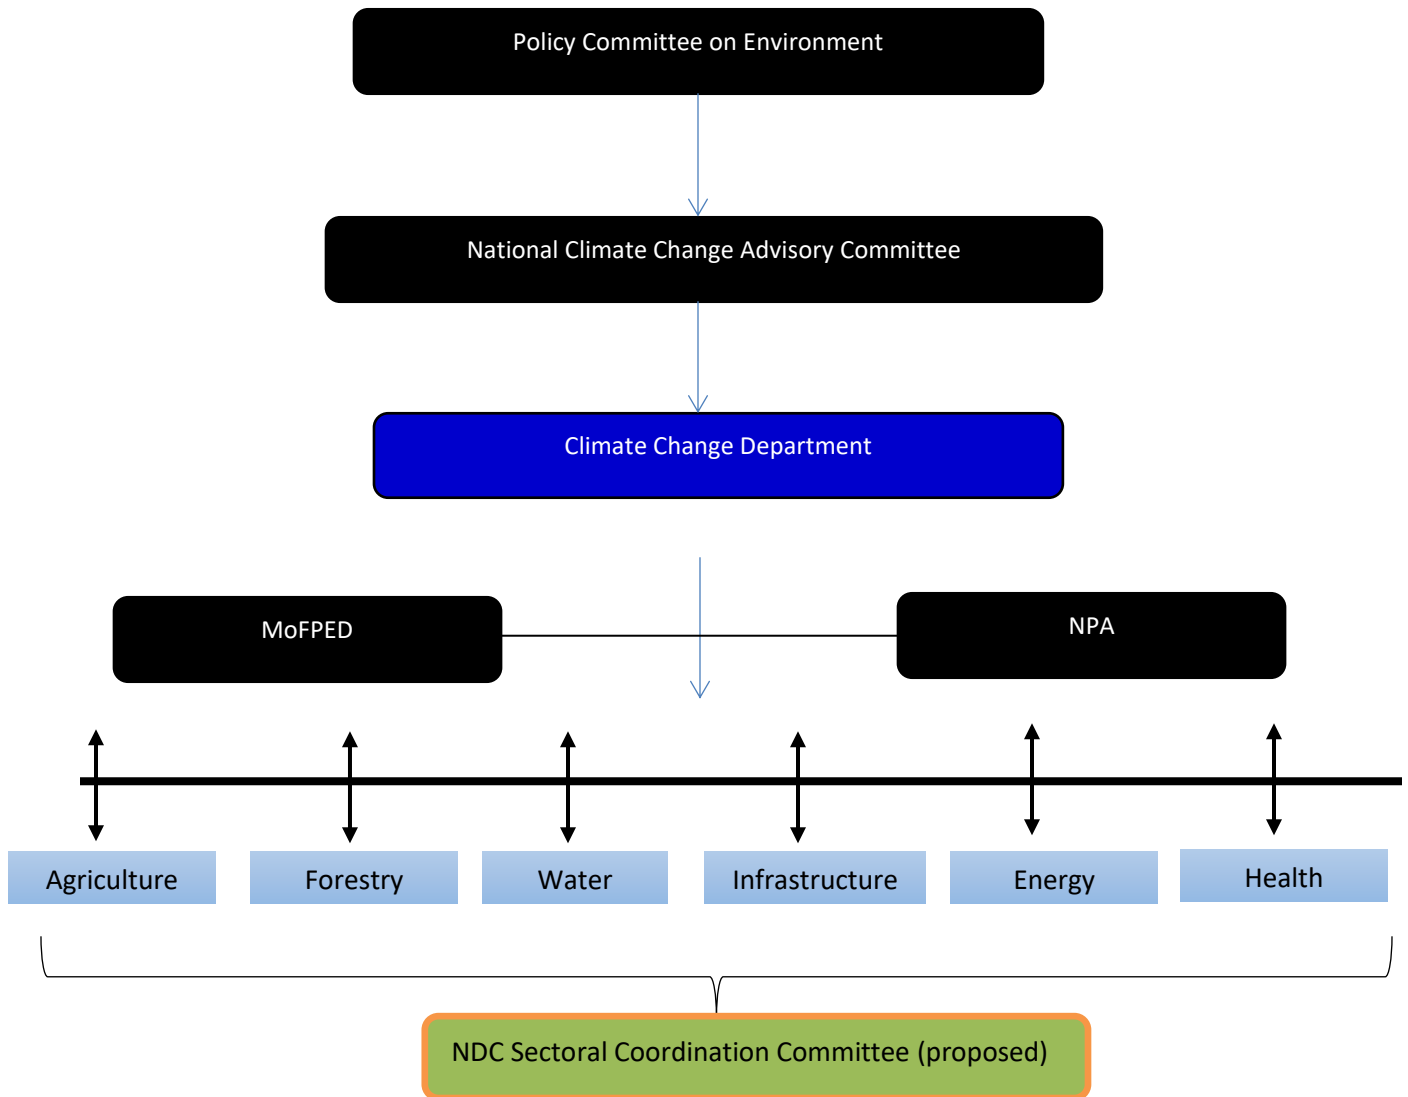 Policy Committee on Environment
National Climate Change Advisory Committee
Climate Change Department
MoFPED
NPA
Agriculture
Forestry
Water
Infrastructure
Energy
Health
NDC Sectoral Coordination Committee (proposed)